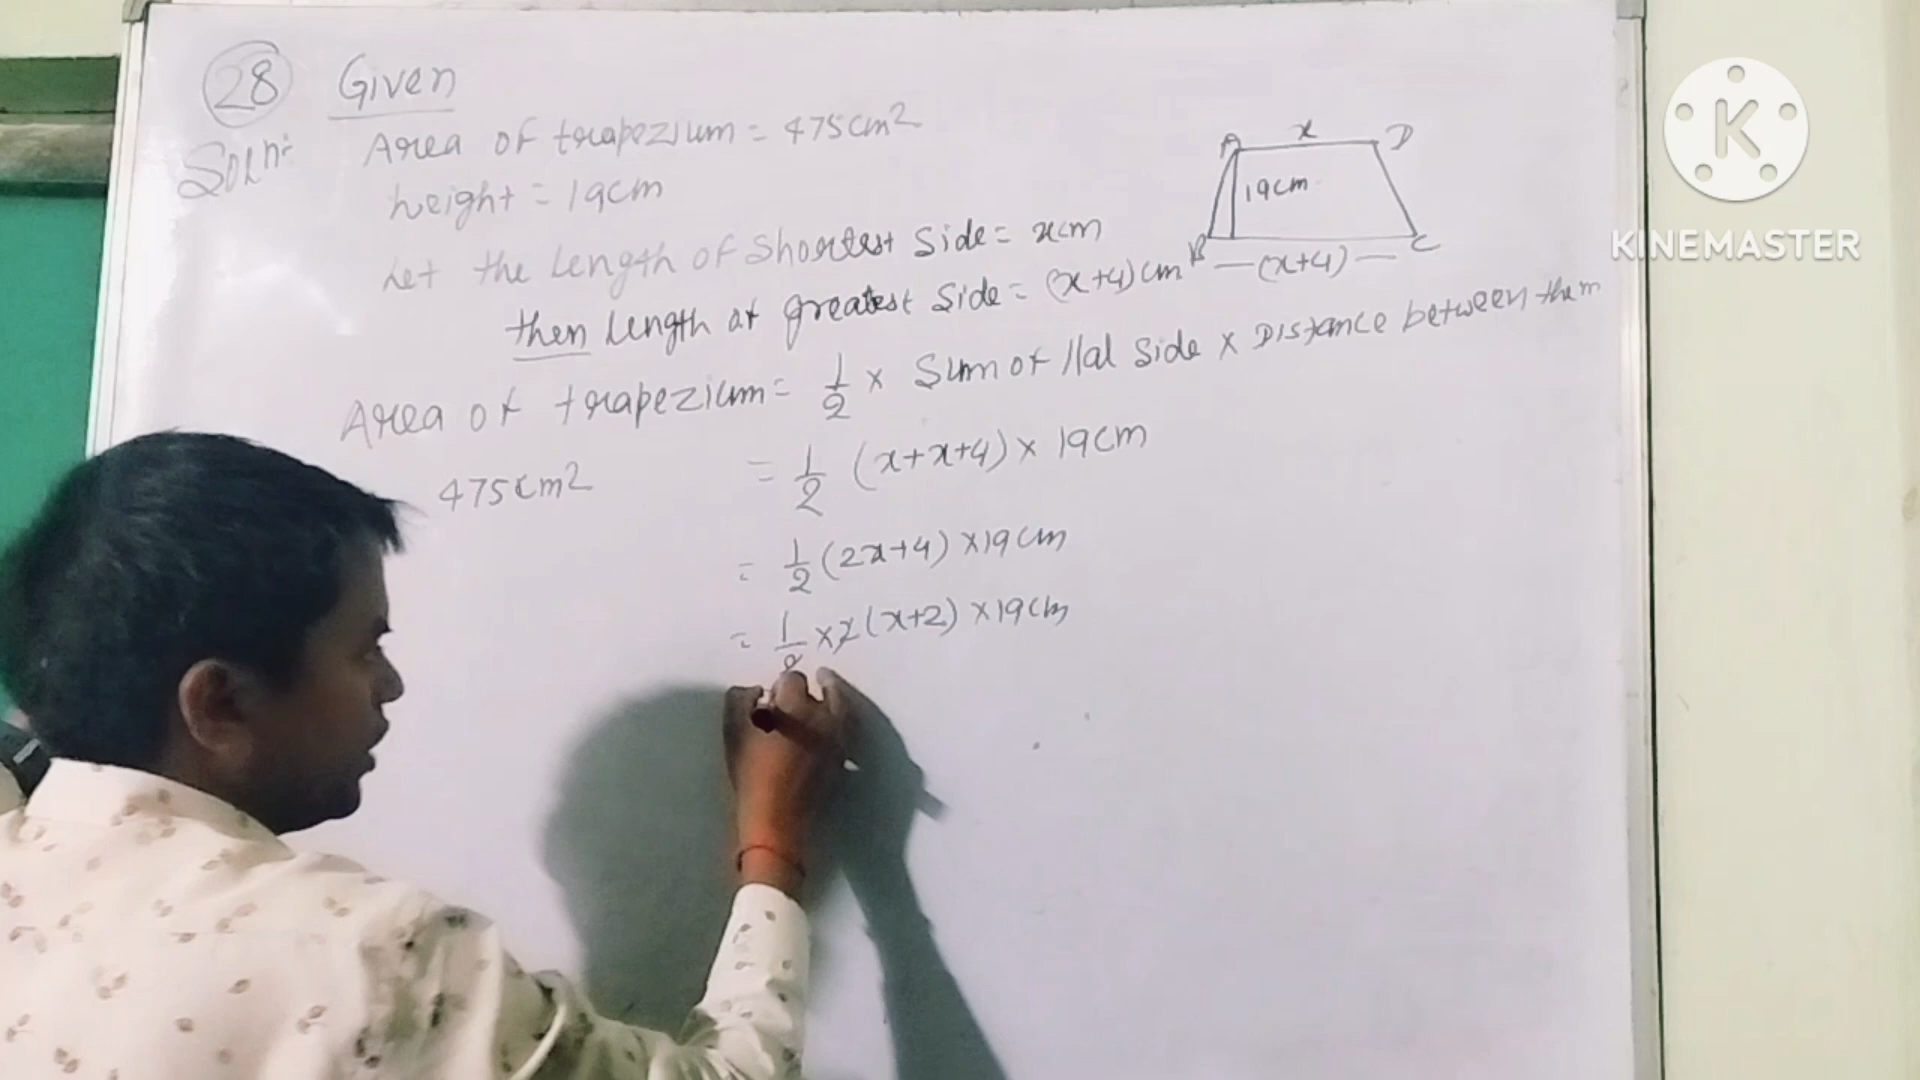 28 Given
Soln:
Area of trapezium = 475cm²
height = 19cm
Let the Length of Shortest Side = xcm
then Length of greatest Side = (x+4)cm
Area of trapezium = 1/2 × Sum of ||al Side × Distance between them
475cm² = 1/2 (x+x+4) × 19cm
= 1/2 (2x+4) ×19cm
= 1/2 ×2 (x+2) ×19cm
A x D
19cm
B (x+4) C
K
KINEMASTER